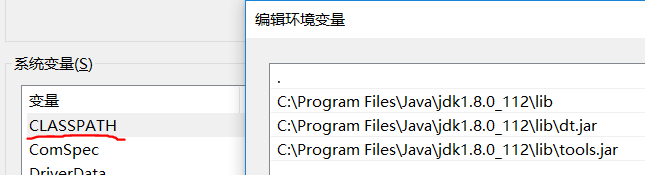 系统变量(S)
变量
CLASSPATH
ComSpec
DriverData
编辑环境变量
.
C:\Program Files\Java\jdk1.8.0_112\lib
C:\Program Files\Java\jdk1.8.0_112\lib\dt.jar
C:\Program Files\Java\jdk1.8.0_112\lib\tools.jar